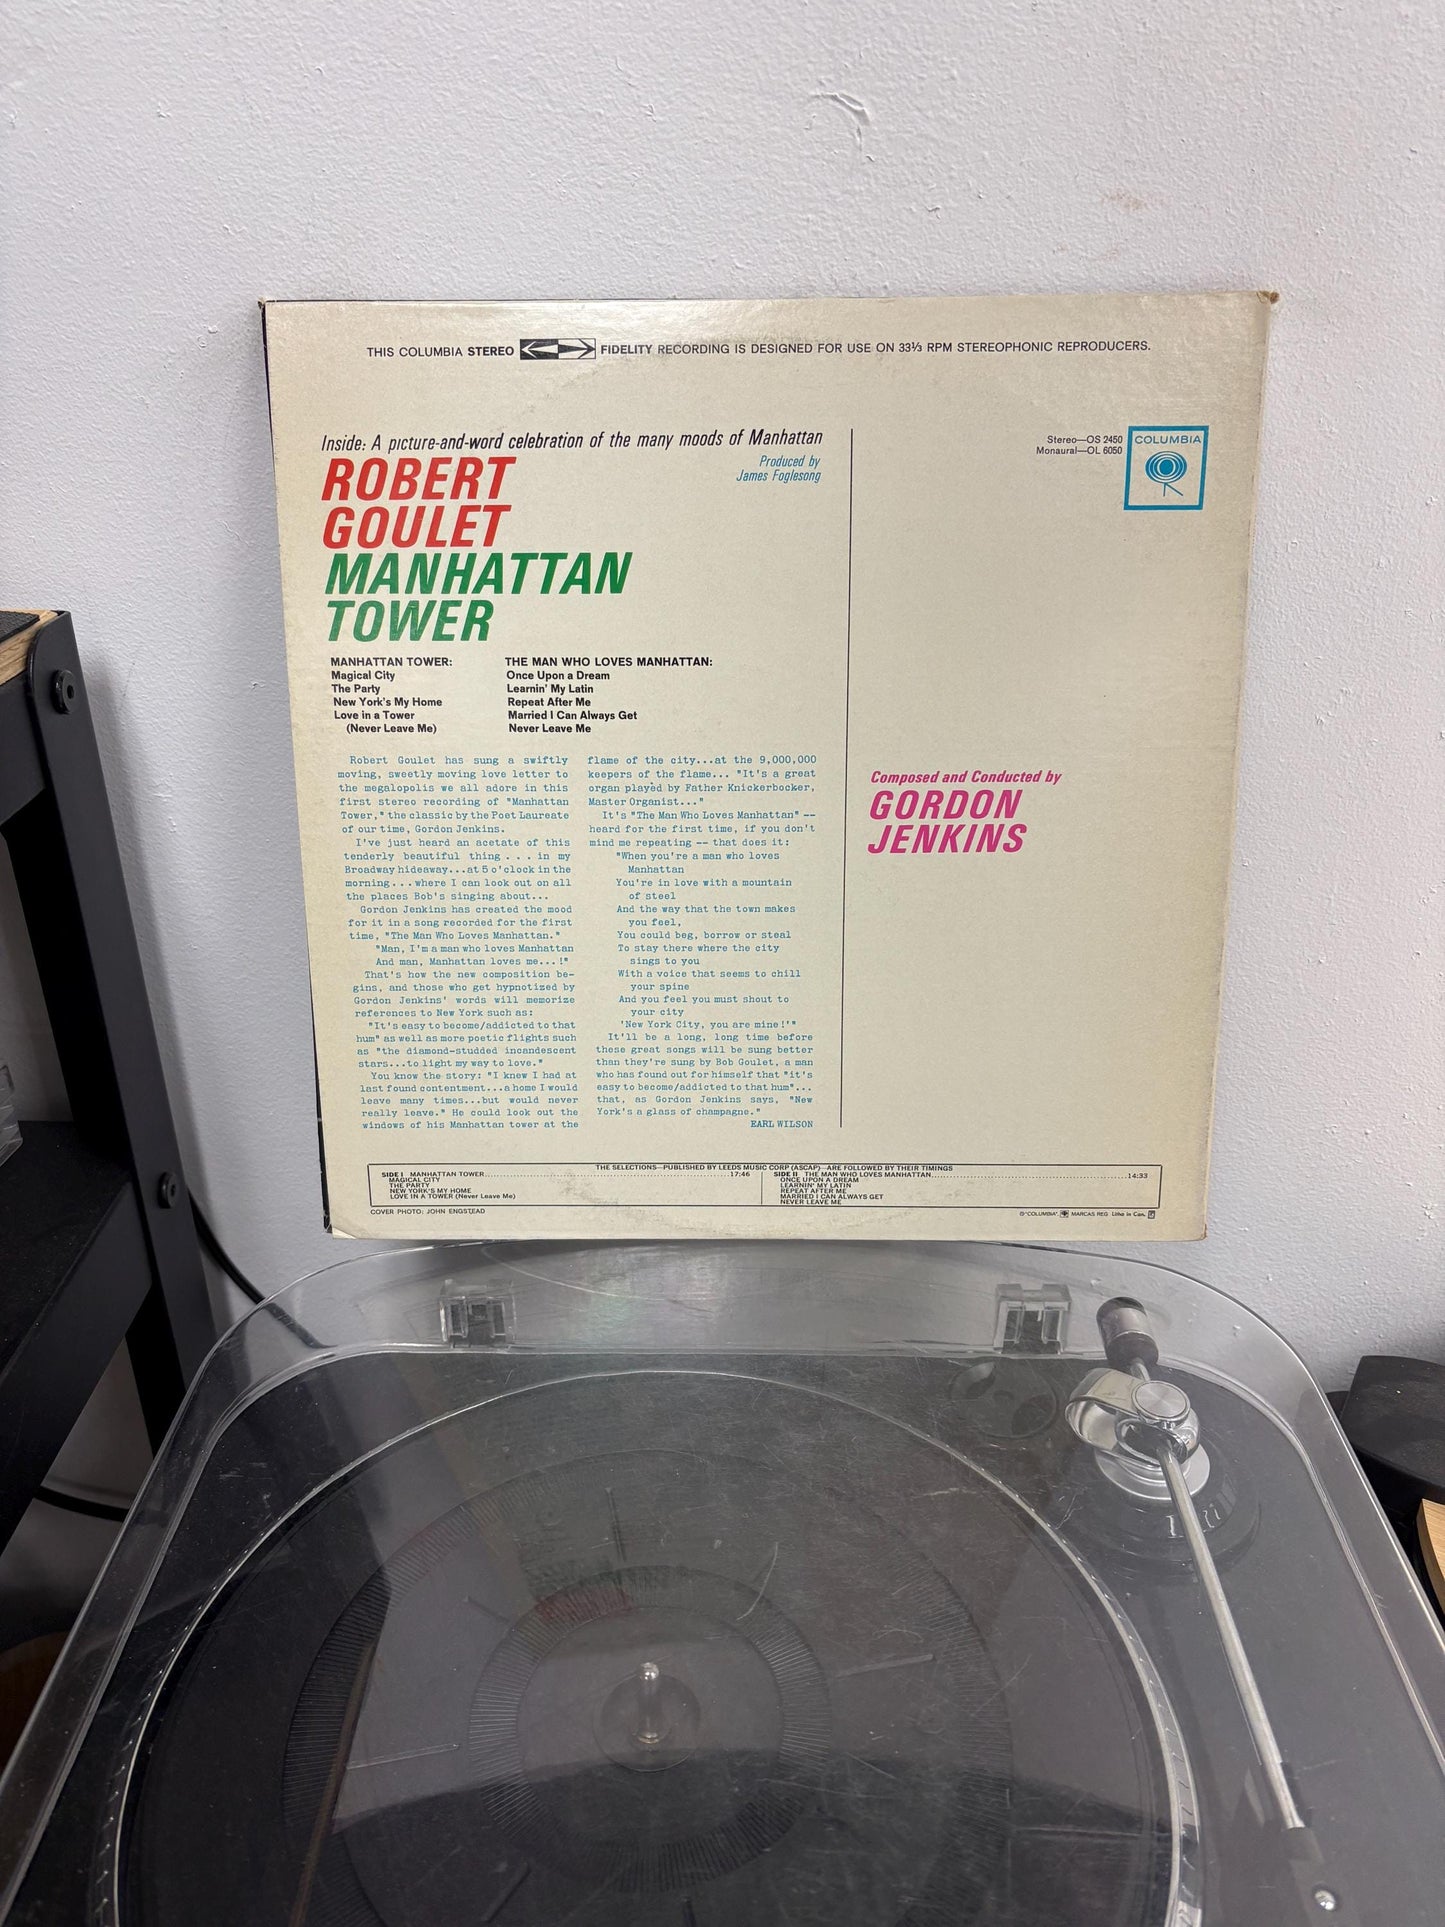 THIS COLUMBIA STEREO FIDELITY RECORDING IS DESIGNED FOR USE ON 33⅓ RPM STEREOPHONIC REPRODUCERS.
Inside: A picture-and-word celebration of the many moods of Manhattan
Produced by
James Foglesong
ROBERT
GOULET
MANHATTAN
TOWER
MANHATTAN TOWER:
Magical City
The Party
New York's My Home
Love in a Tower
(Never Leave Me)
THE MAN WHO LOVES MANHATTAN:
Once Upon a Dream
Learnin' My Latin
Repeat After Me
Married I Can Always Get
Never Leave Me
Robert Goulet has sung a swiftly
moving, sweetly moving love letter to
the megalopolis we all adore in this
first stereo recording of "Manhattan
Tower," the classic by the Poet Laureate
of our time, Gordon Jenkins.
I've just heard an acetate of this
tenderly beautiful thing . . . in my
Broadway hideaway...at 5 o'clock in the
morning...where I can look out on all
the places Bob's singing about...
Gordon Jenkins has created the mood
for it in a song recorded for the first
time, "The Man Who Loves Manhattan."
"Man, I'm a man who loves Manhattan
And man, Manhattan loves me...!"
That's how the new composition be-
gins, and those who get hypnotized by
Gordon Jenkins' words will memorize
references to New York such as:
"It's easy to become/addicted to that
hum" as well as more poetic flights such
as "the diamond-studded incandescent
stars...to light my way to love."
You know the story: "I knew I had at
last found contentment...a home I would
leave many times...but would never
really leave." He could look out the
windows of his Manhattan tower at the
flame of the city...at the 9,000,000
keepers of the flame... "It's a great
organ played by Father Knickerbocker,
Master Organist..."
It's "The Man Who Loves Manhattan" --
heard for the first time, if you don't
mind me repeating -- that does it:
"When you're a man who loves
Manhattan
You're in love with a mountain
of steel
And the way that the town makes
you feel,
You could beg, borrow or steal
To stay there where the city
sings to you
With a voice that seems to chill
your spine
And you feel you must shout to
your city
'New York City, you are mine!'"
It'll be a long, long time before
these great songs will be sung better
than they're sung by Bob Goulet, a man
who has found out for himself that "it's
easy to become/addicted to that hum"...
that, as Gordon Jenkins says, "New
York's a glass of champagne."
EARL WILSON
Stereo—OS 2450
Monaural—OL 6050
COLUMBIA
Composed and Conducted by
GORDON
JENKINS
THE SELECTIONS—PUBLISHED BY LEEDS MUSIC CORP (ASCAP)—ARE FOLLOWED BY THEIR TIMINGS
SIDE I MANHATTAN TOWER 17:46
MAGICAL CITY
THE PARTY
NEW YORK'S MY HOME
LOVE IN A TOWER (Never Leave Me)
SIDE II THE MAN WHO LOVES MANHATTAN 14:33
ONCE UPON A DREAM
LEARNIN' MY LATIN
REPEAT AFTER ME
MARRIED I CAN ALWAYS GET
NEVER LEAVE ME
COVER PHOTO: JOHN ENGSTEAD
"COLUMBIA", MARCAS REG. Litho in Can.